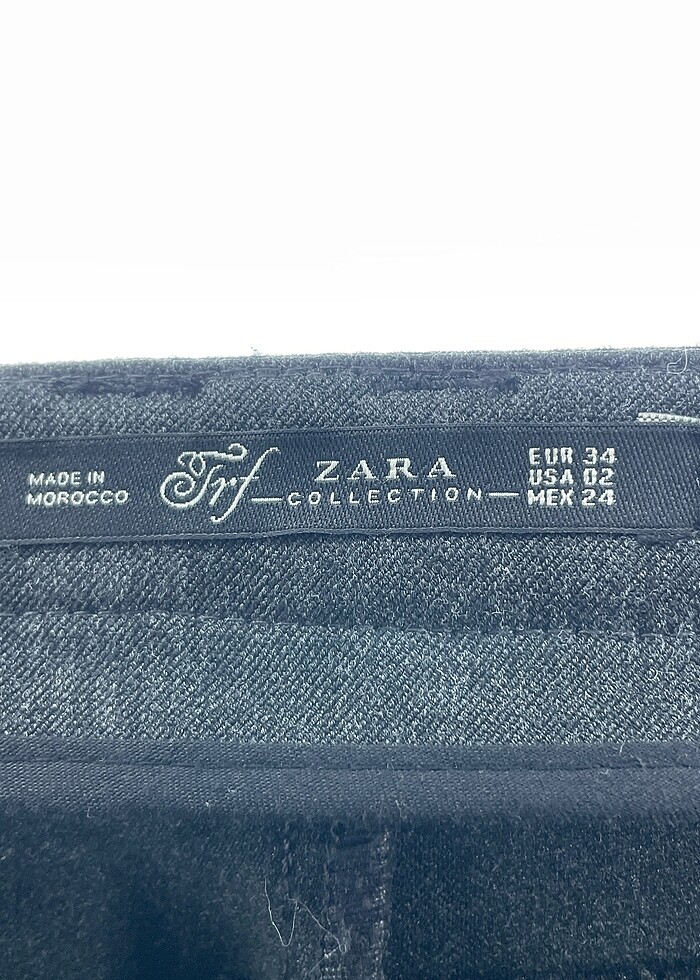 MADE IN
MOROCCO
Trf
ZARA
COLLECTION
EUR 34
USA 02
MEX 24